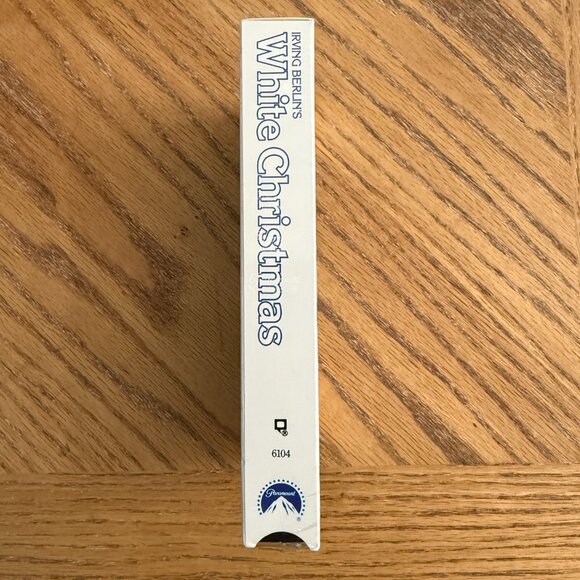 IRVING BERLIN'S
White Christmas
®
6104
Paramount
®